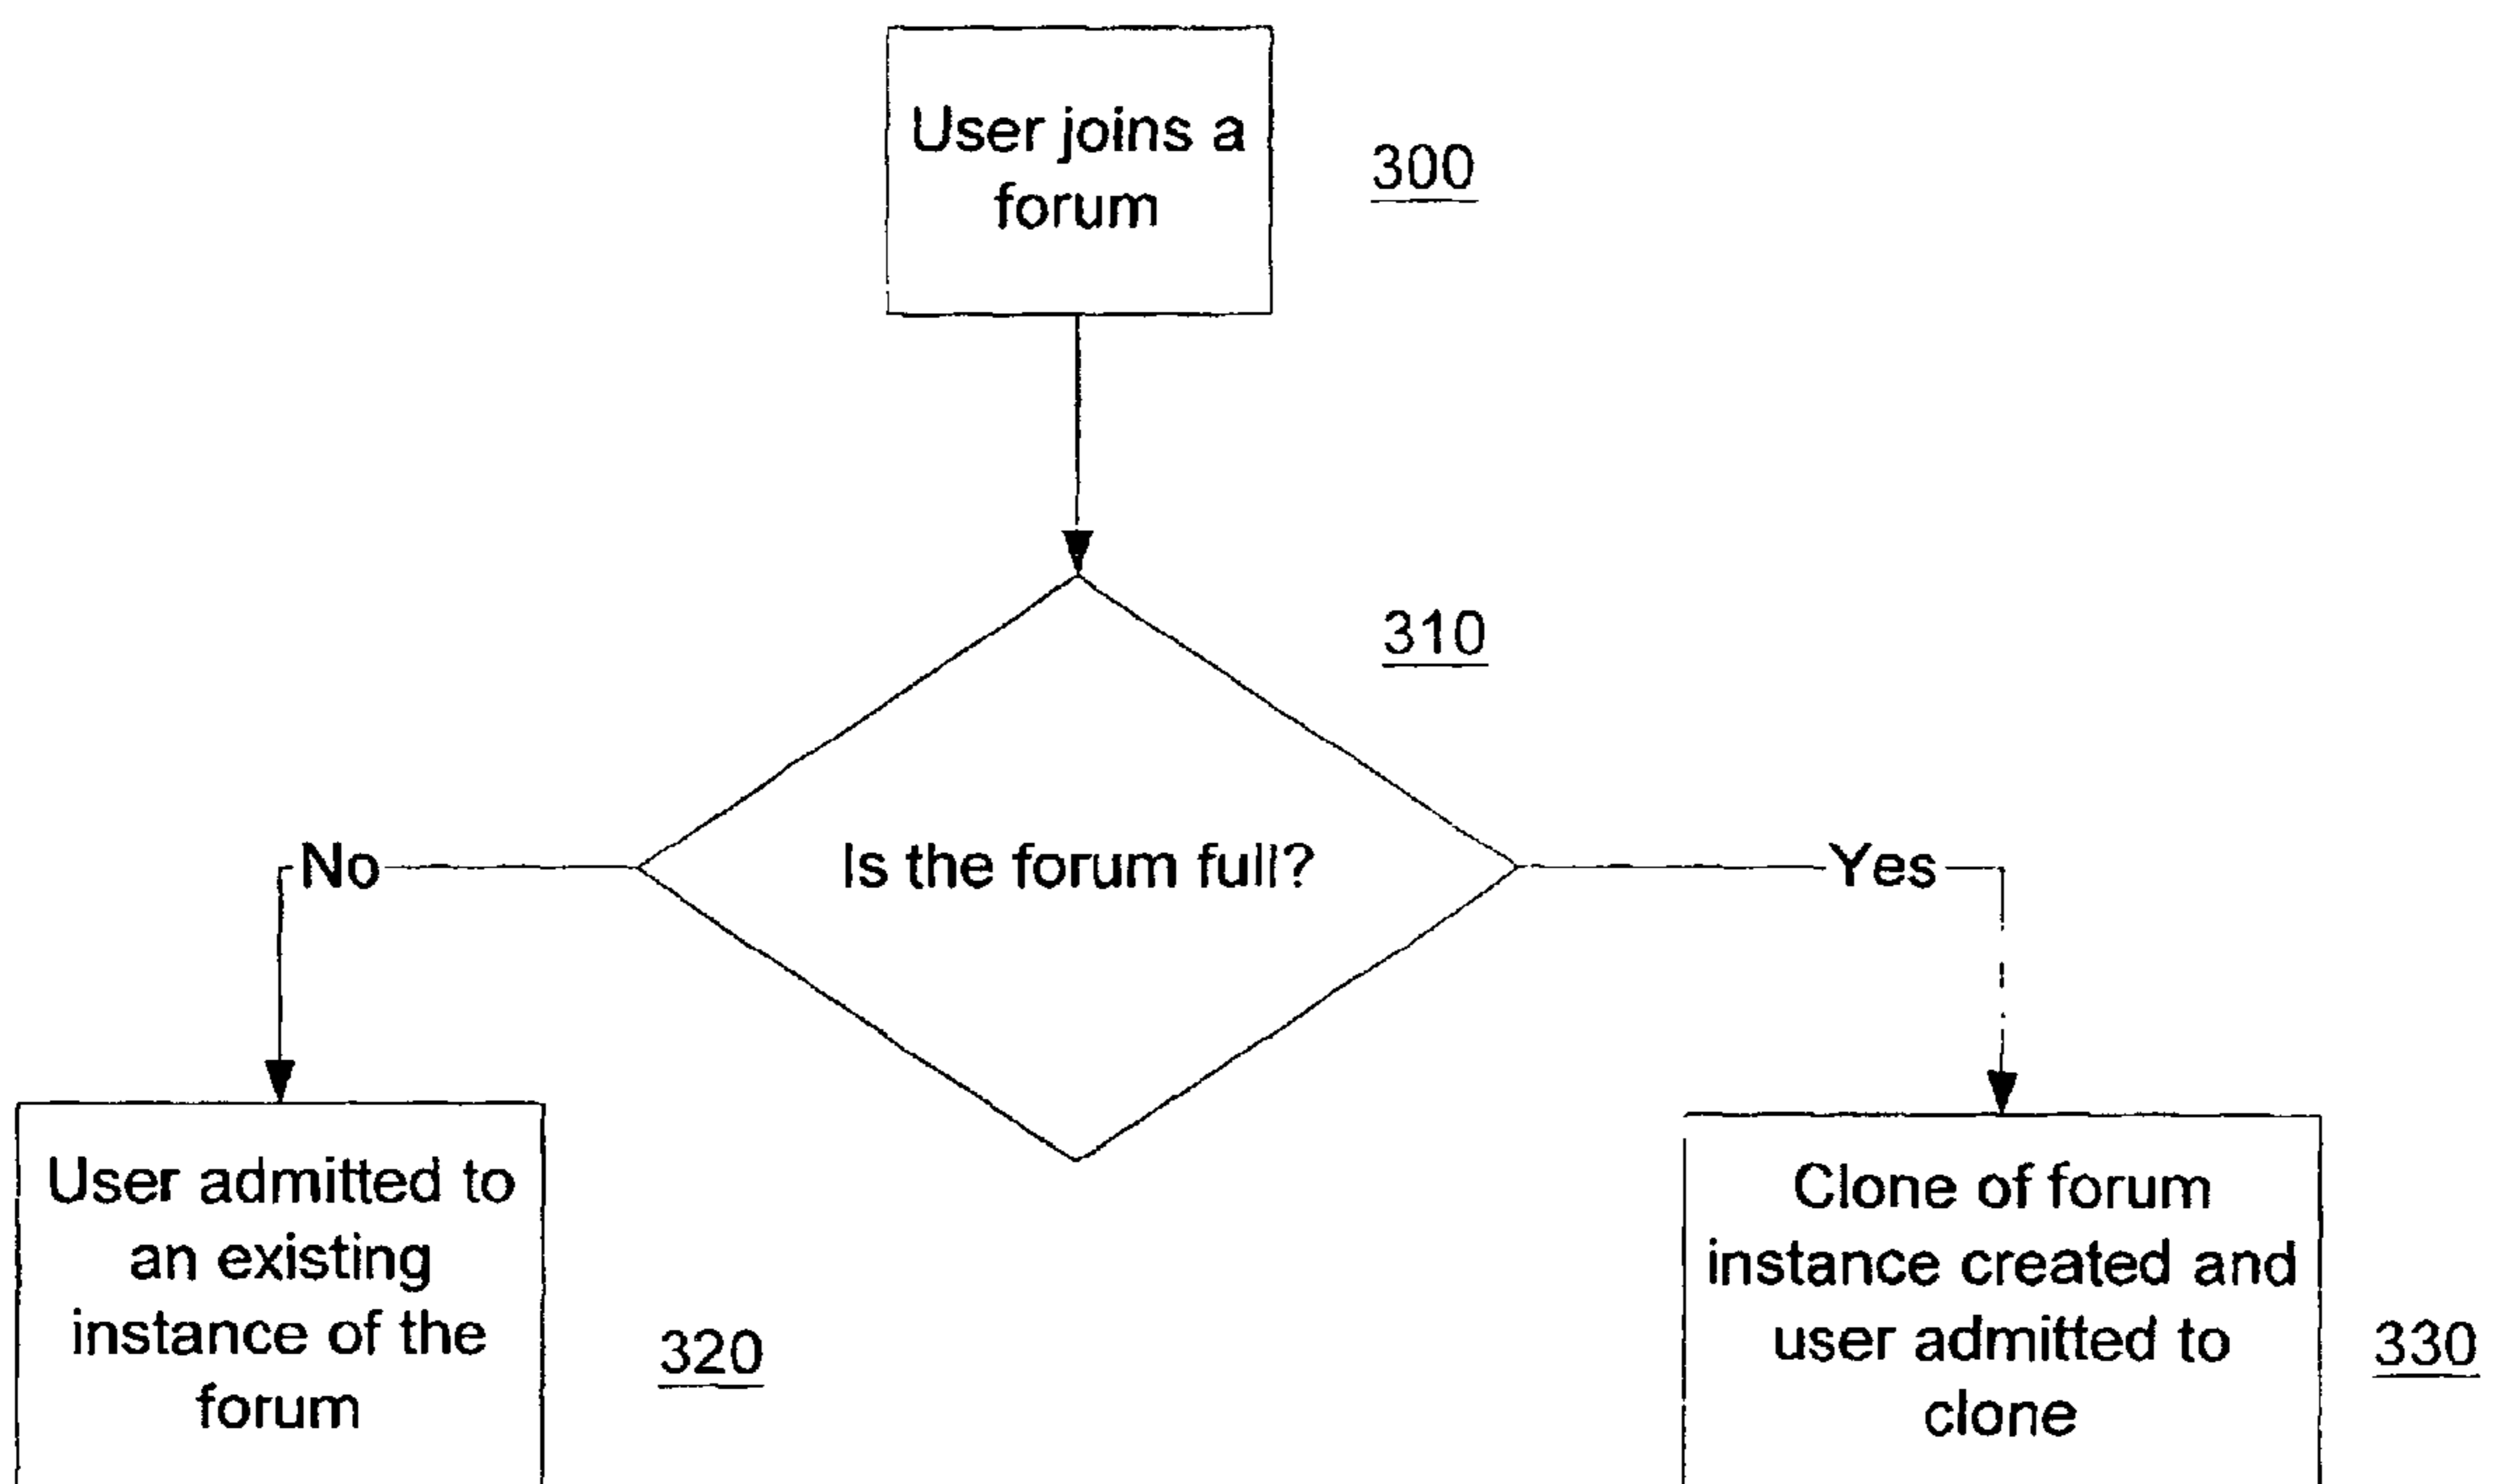 User joins a
forum
300
310
No
Is the forum full?
Yes
User admitted to
an existing
instance of the
forum
320
Clone of forum
instance created and
user admitted to
clone
330